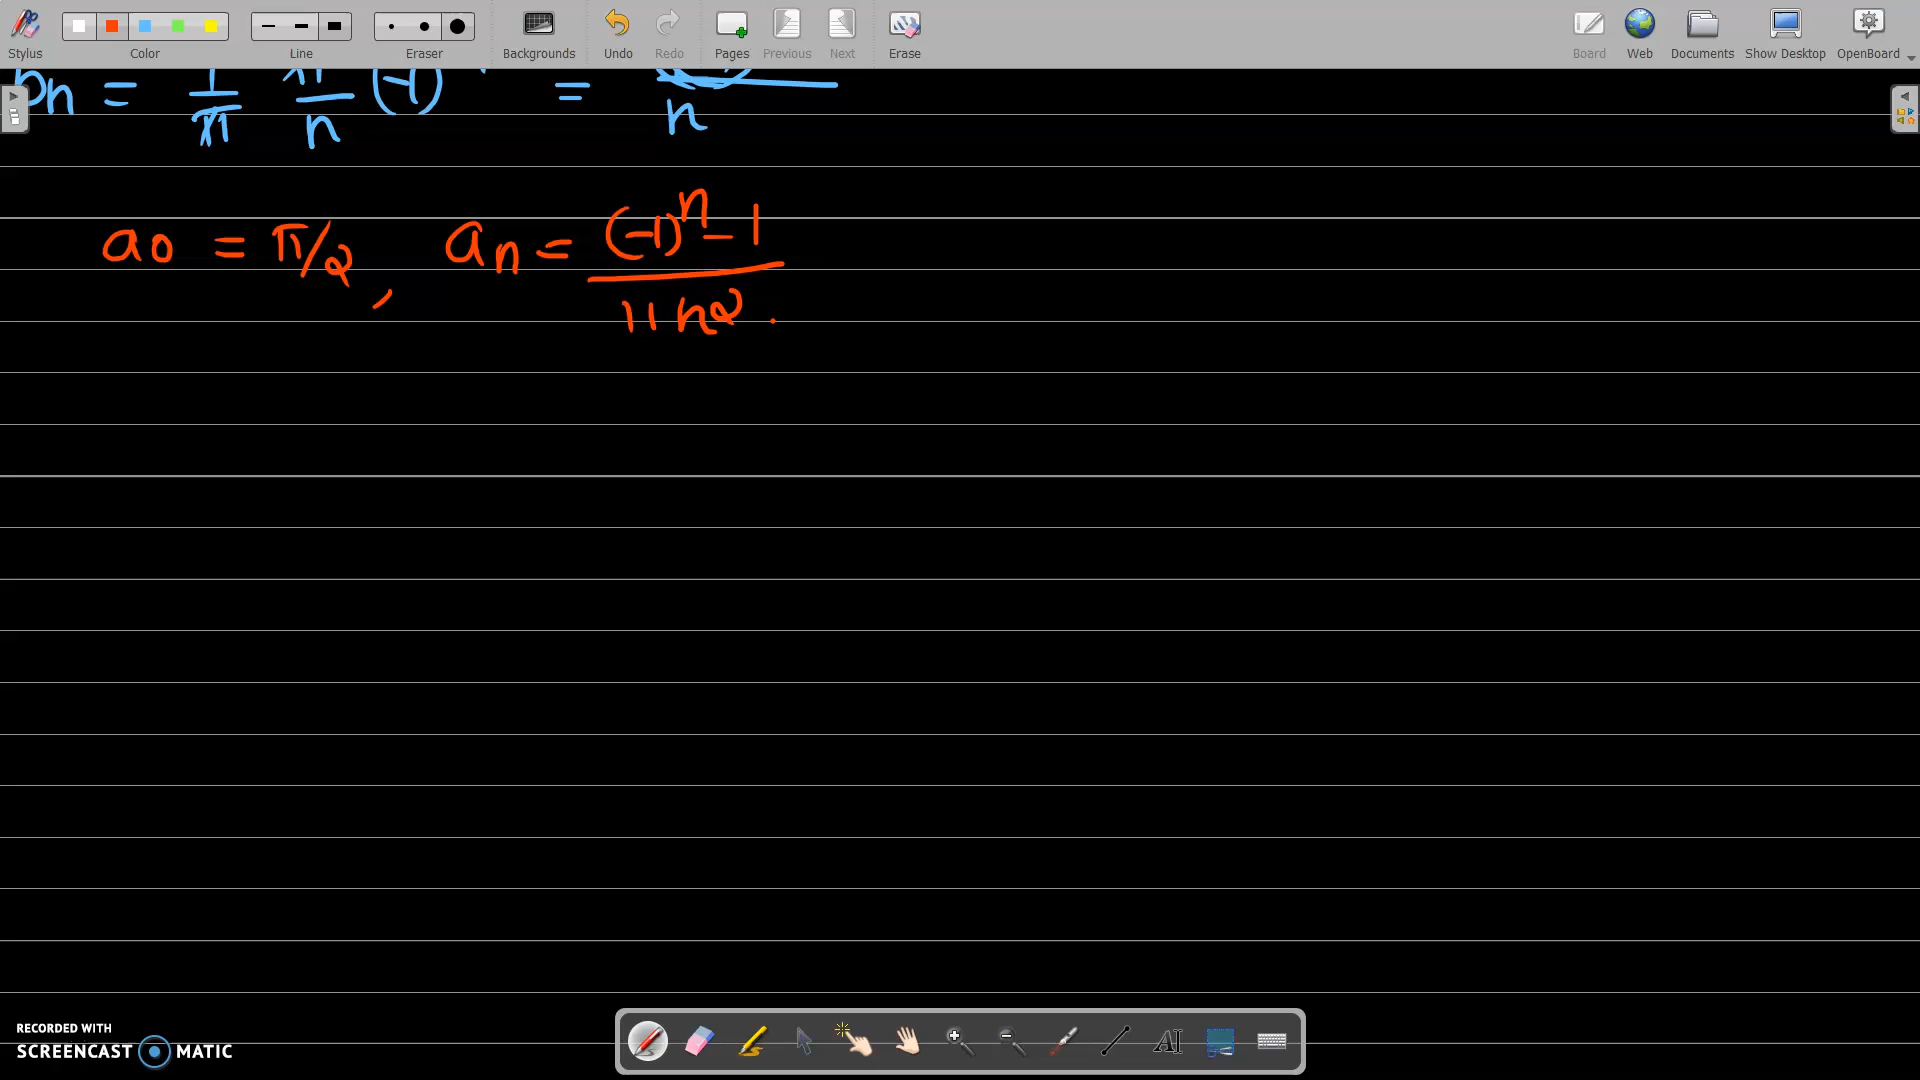 Stylus Color Line Eraser Backgrounds Undo Redo Pages Previous Next Erase Board Web Documents Show Desktop OpenBoard
bn = 1/π π/n (-1) = /n
a0 = π/2, an = ((-1)^n - 1)/(πn2).
RECORDED WITH
SCREENCAST MATIC